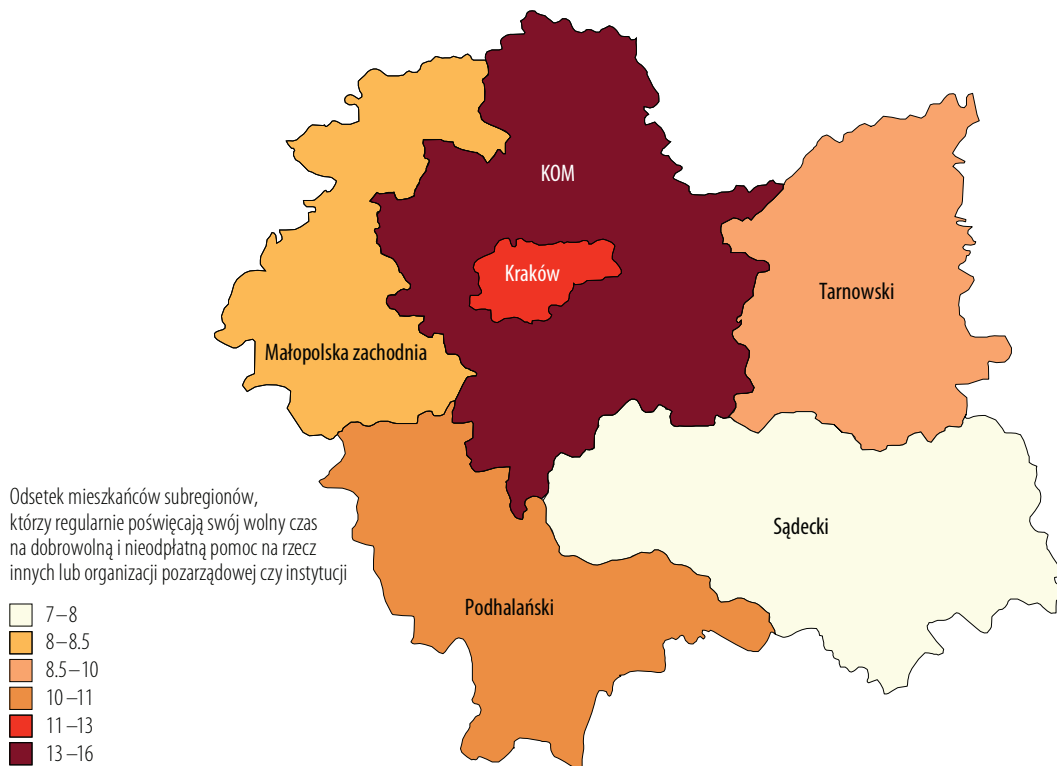 KOM
Kraków
Tarnowski
Małopolska zachodnia
Sądecki
Podhalański
Odsetek mieszkańców subregionów,
którzy regularnie poświęcają swój wolny czas
na dobrowolną i nieodpłatną pomoc na rzecz
innych lub organizacji pozarządowej czy instytucji
7–8
8–8.5
8.5–10
10–11
11–13
13–16